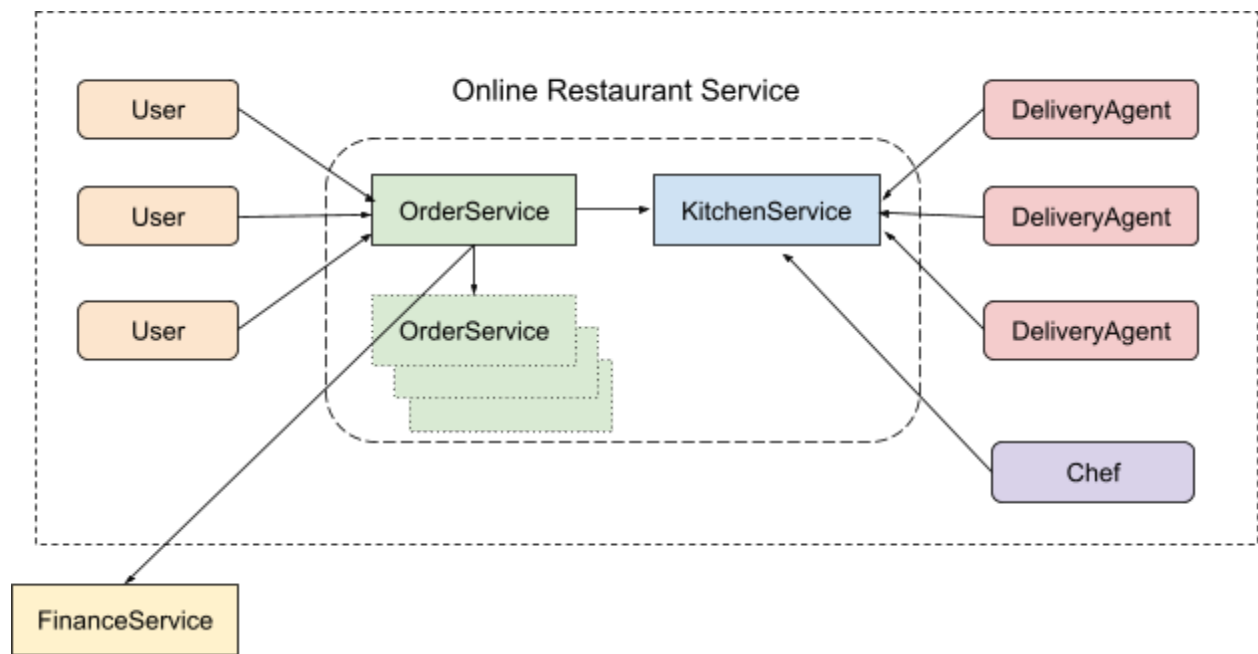 Online Restaurant Service
User
User
User
OrderService
KitchenService
OrderService
DeliveryAgent
DeliveryAgent
DeliveryAgent
Chef
FinanceService